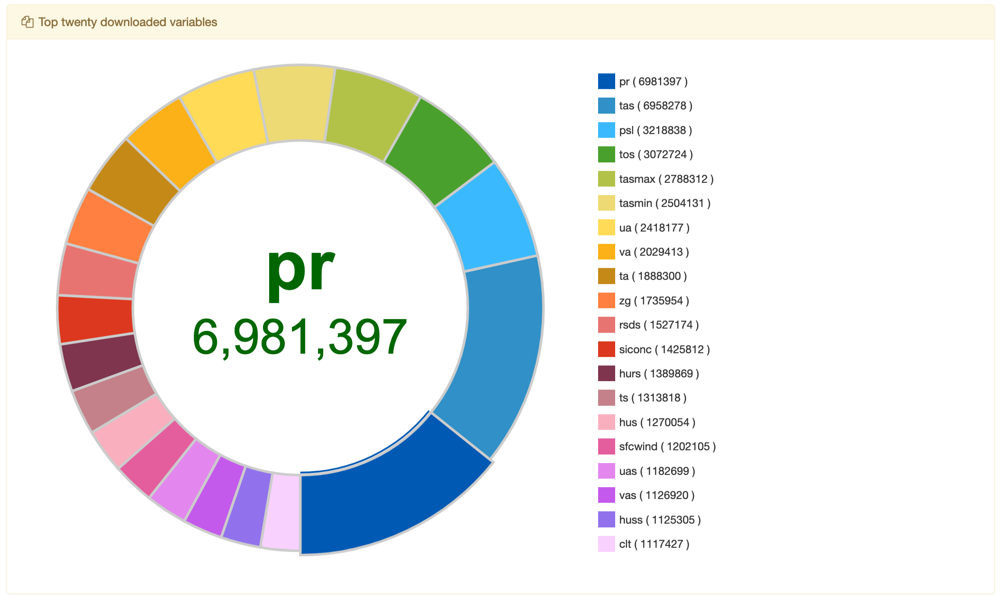 Top twenty downloaded variables
pr
6,981,397
pr ( 6981397 )
tas ( 6958278 )
psl ( 3218838 )
tos ( 3072724 )
tasmax ( 2788312 )
tasmin ( 2504131 )
ua ( 2418177 )
va ( 2029413 )
ta ( 1888300 )
zg ( 1735954 )
rsds ( 1527174 )
siconc ( 1425812 )
hurs ( 1389869 )
ts ( 1313818 )
hus ( 1270054 )
sfcwind ( 1202105 )
uas ( 1182699 )
vas ( 1126920 )
huss ( 1125305 )
clt ( 1117427 )